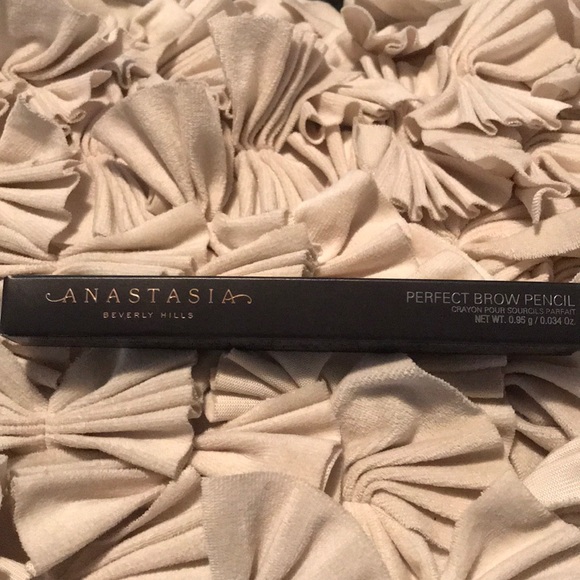 ANASTASIA
BEVERLY HILLS
PERFECT BROW PENCIL
CRAYON POUR SOURCILS PARFAIT
NET WT. 0.95 g / 0.034 Oz